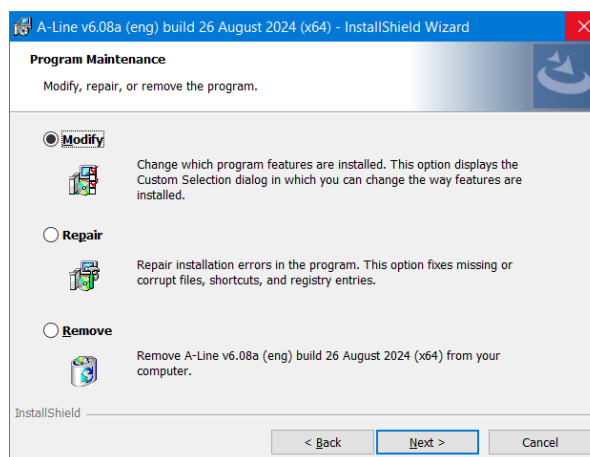 A-Line v6.08a (eng) build 26 August 2024 (x64) - InstallShield Wizard
Program Maintenance
Modify, repair, or remove the program.
Modify
Change which program features are installed. This option displays the
Custom Selection dialog in which you can change the way features are
installed.
Repair
Repair installation errors in the program. This option fixes missing or
corrupt files, shortcuts, and registry entries.
Remove
Remove A-Line v6.08a (eng) build 26 August 2024 (x64) from your
computer.
InstallShield
< Back
Next >
Cancel